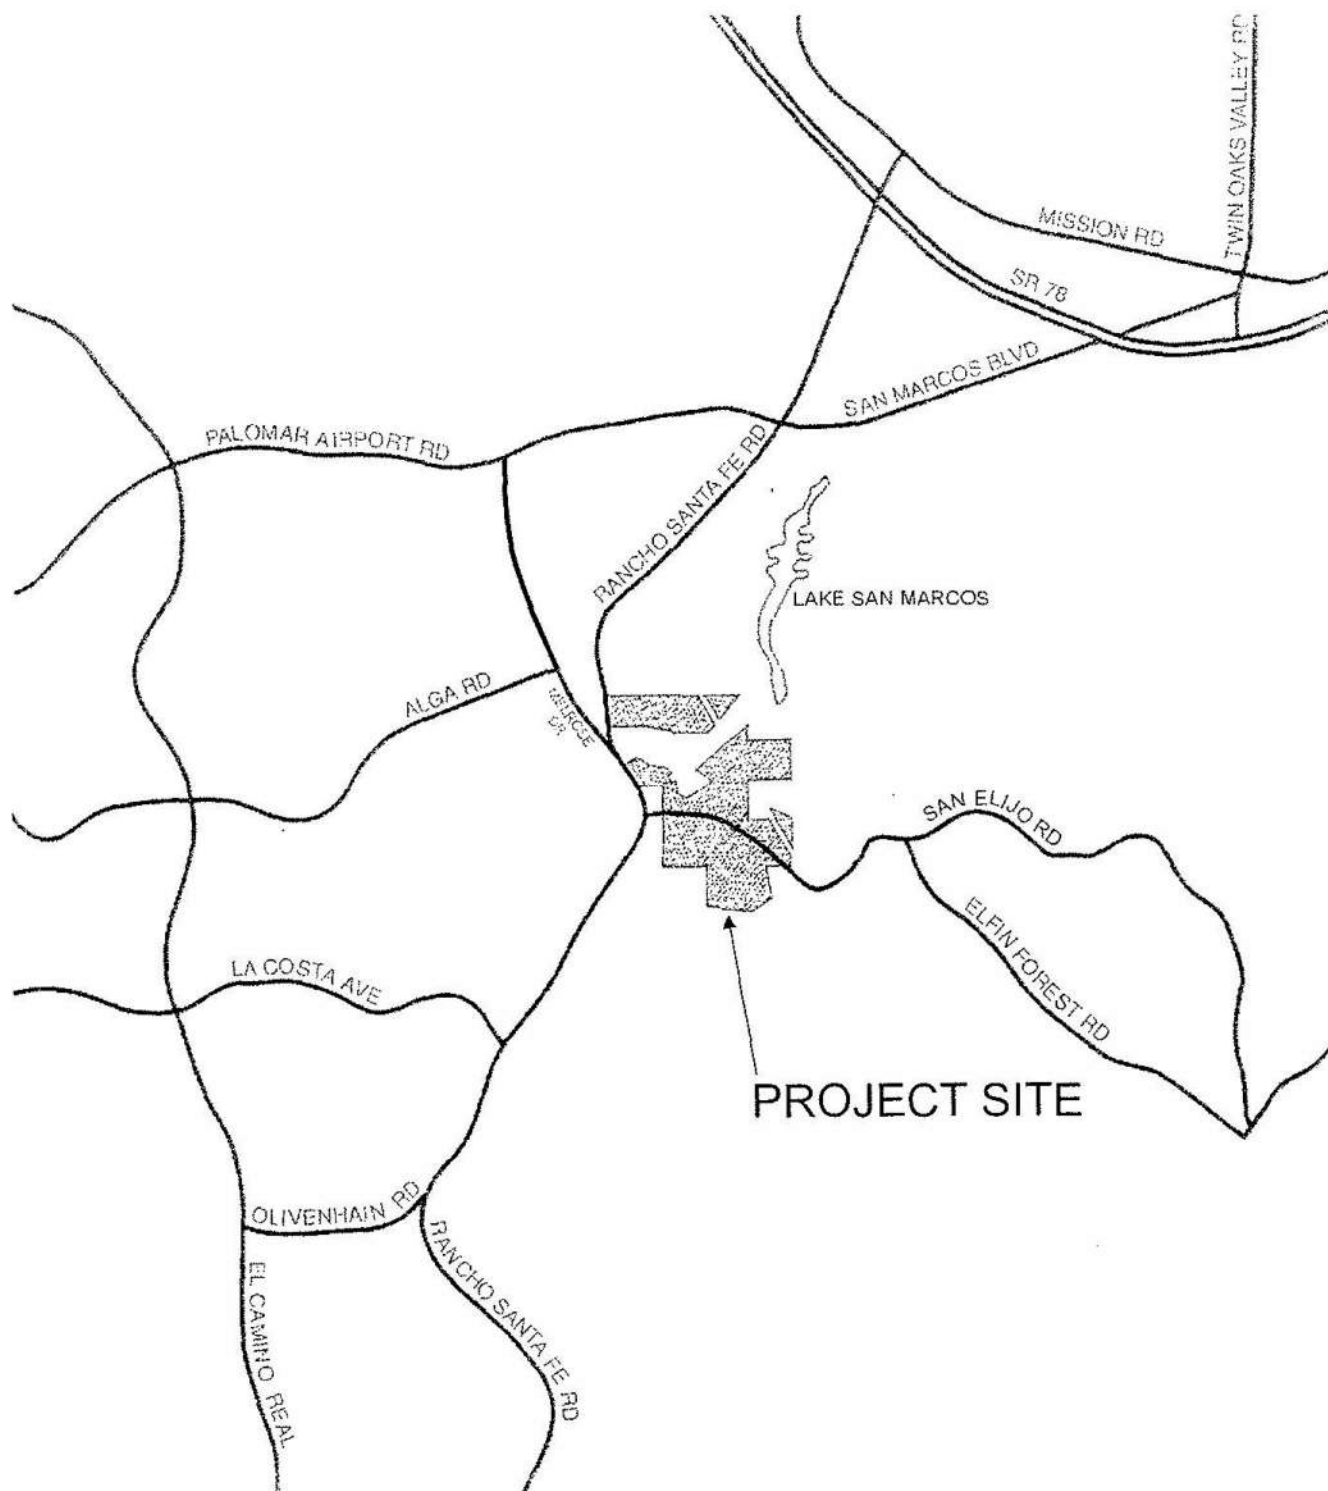 TWIN OAKS VALLEY RD
MISSION RD
SR 78
SAN MARCOS BLVD
PALOMAR AIRPORT RD
RANCHO SANTA FE RD
LAKE SAN MARCOS
ALGA RD
MELROSE
DR
SAN ELIJO RD
ELFIN FOREST RD
LA COSTA AVE
PROJECT SITE
OLIVENHAIN RD
RANCHO SANTA FE RD
EL CAMINO REAL